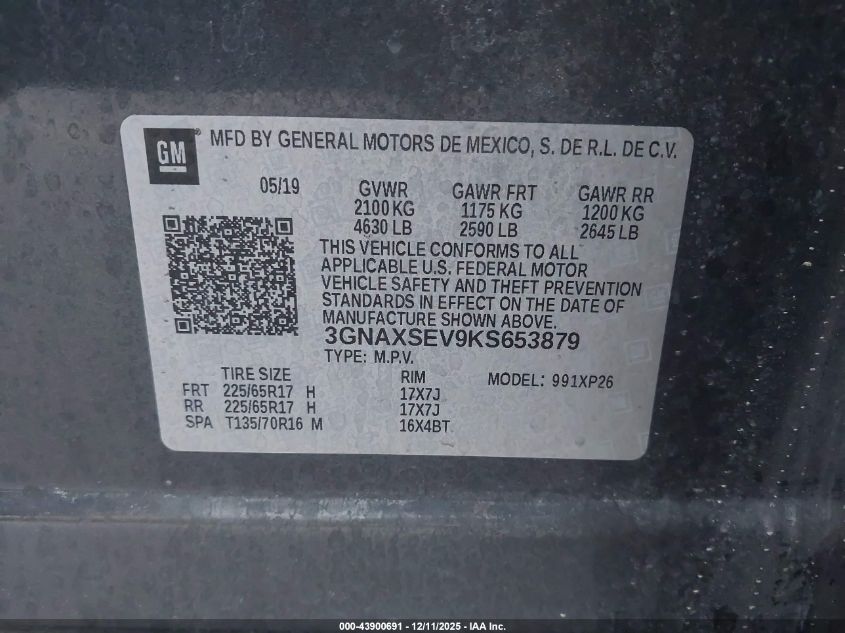 GM® MFD BY GENERAL MOTORS DE MEXICO, S. DE R.L. DE C.V.
05/19 GVWR GAWR FRT GAWR RR
2100 KG 1175 KG 1200 KG
4630 LB 2590 LB 2645 LB
THIS VEHICLE CONFORMS TO ALL
APPLICABLE U.S. FEDERAL MOTOR
VEHICLE SAFETY AND THEFT PREVENTION
STANDARDS IN EFFECT ON THE DATE OF
MANUFACTURE SHOWN ABOVE.
3GNAXSEV9KS653879
TYPE: M.P.V.
TIRE SIZE RIM MODEL: 991XP26
FRT 225/65R17 H 17X7J
RR 225/65R17 H 17X7J
SPA T135/70R16 M 16X4BT
000-43900691 - 12/11/2025 - IAA Inc.